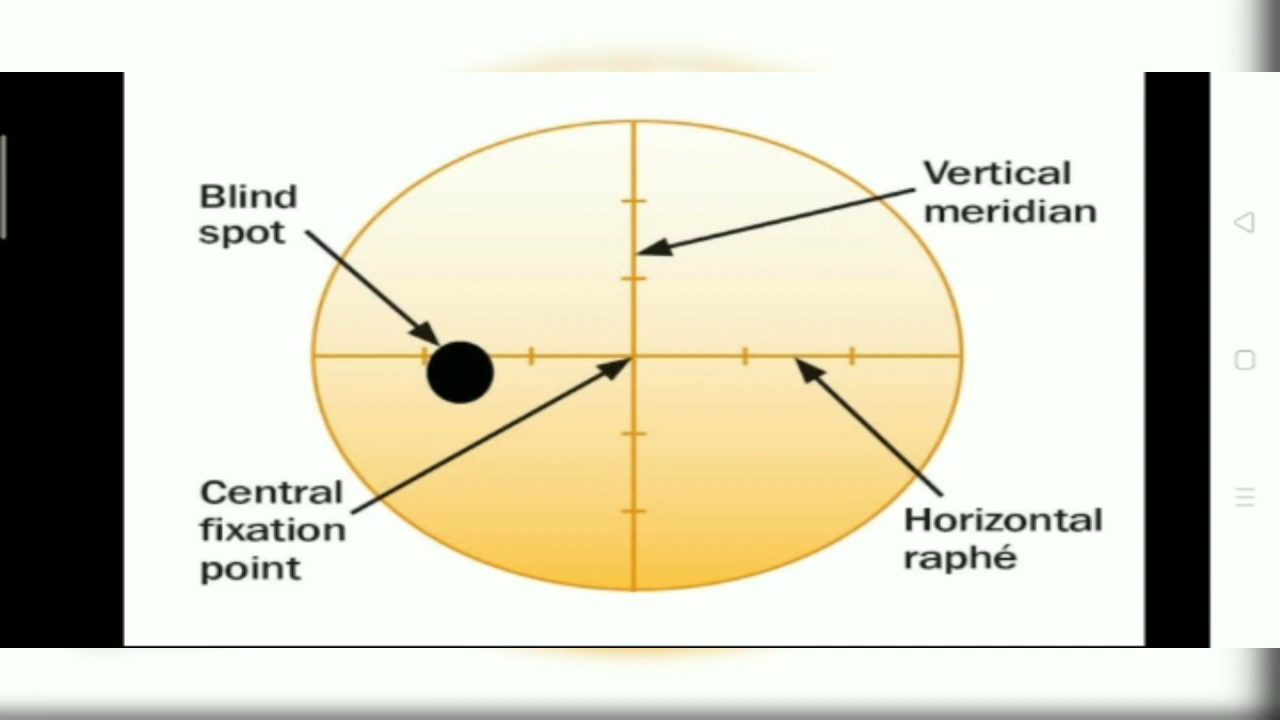 Blind
spot
Vertical
meridian
Central
fixation
point
Horizontal
raphé